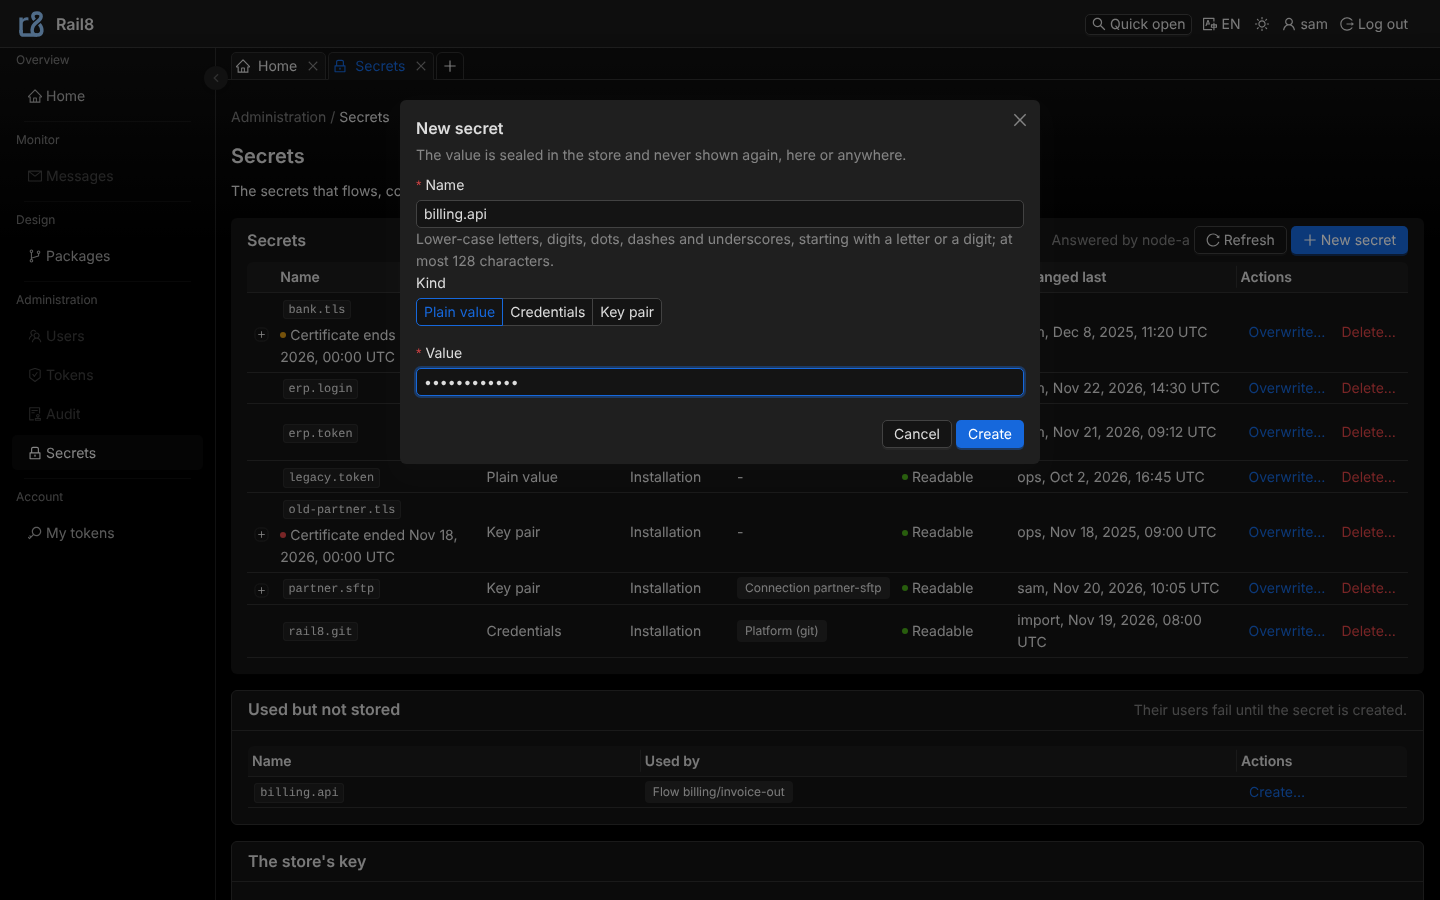 Rail8
Quick open
EN
sam
Log out
Overview
Home
Monitor
Messages
Design
Packages
Administration
Users
Tokens
Audit
Secrets
Account
My tokens
Home
Secrets
Administration / Secrets
Secrets
The secrets that flows, co
New secret
The value is sealed in the store and never shown again, here or anywhere.
* Name
billing.api
Lower-case letters, digits, dots, dashes and underscores, starting with a letter or a digit; at
most 128 characters.
Kind
Plain value
Credentials
Key pair
* Value
••••••••••••
Cancel
Create
Secrets
Answered by node-a
Refresh
New secret
Name
anged last
Actions
bank.tls
Certificate ends
2026, 00:00 UTC
n, Dec 8, 2025, 11:20 UTC
Overwrite...
Delete...
erp.login
n, Nov 22, 2026, 14:30 UTC
Overwrite...
Delete...
erp.token
n, Nov 21, 2026, 09:12 UTC
Overwrite...
Delete...
legacy.token
Plain value
Installation
-
Readable
ops, Oct 2, 2026, 16:45 UTC
Overwrite...
Delete...
old-partner.tls
Certificate ended Nov 18,
2026, 00:00 UTC
Key pair
Installation
-
Readable
ops, Nov 18, 2025, 09:00 UTC
Overwrite...
Delete...
partner.sftp
Key pair
Installation
Connection partner-sftp
Readable
sam, Nov 20, 2026, 10:05 UTC
Overwrite...
Delete...
rail8.git
Credentials
Installation
Platform (git)
Readable
import, Nov 19, 2026, 08:00
UTC
Overwrite...
Delete...
Used but not stored
Their users fail until the secret is created.
Name
Used by
Actions
billing.api
Flow billing/invoice-out
Create...
The store's key